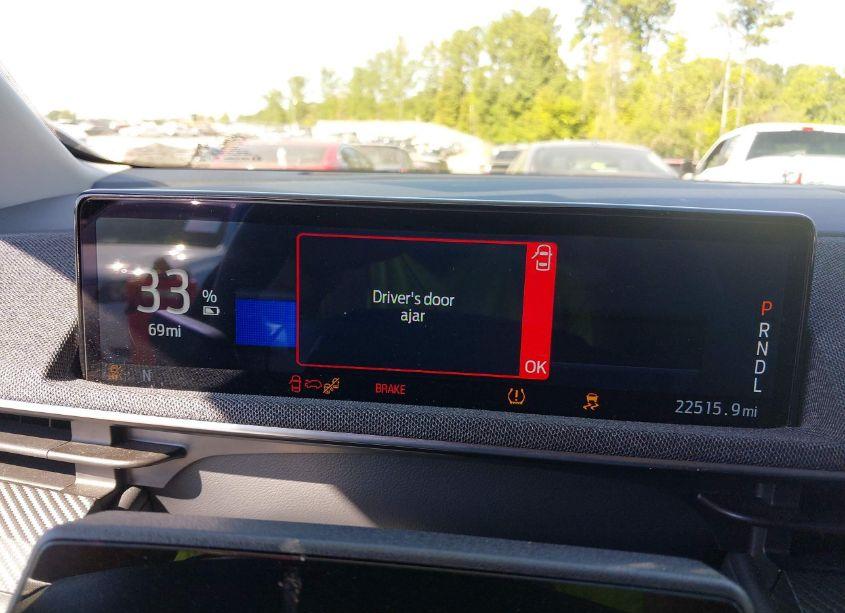 33 %
69mi
Driver's door
ajar
OK
P
R
N
D
L
N
BRAKE
22515.9mi